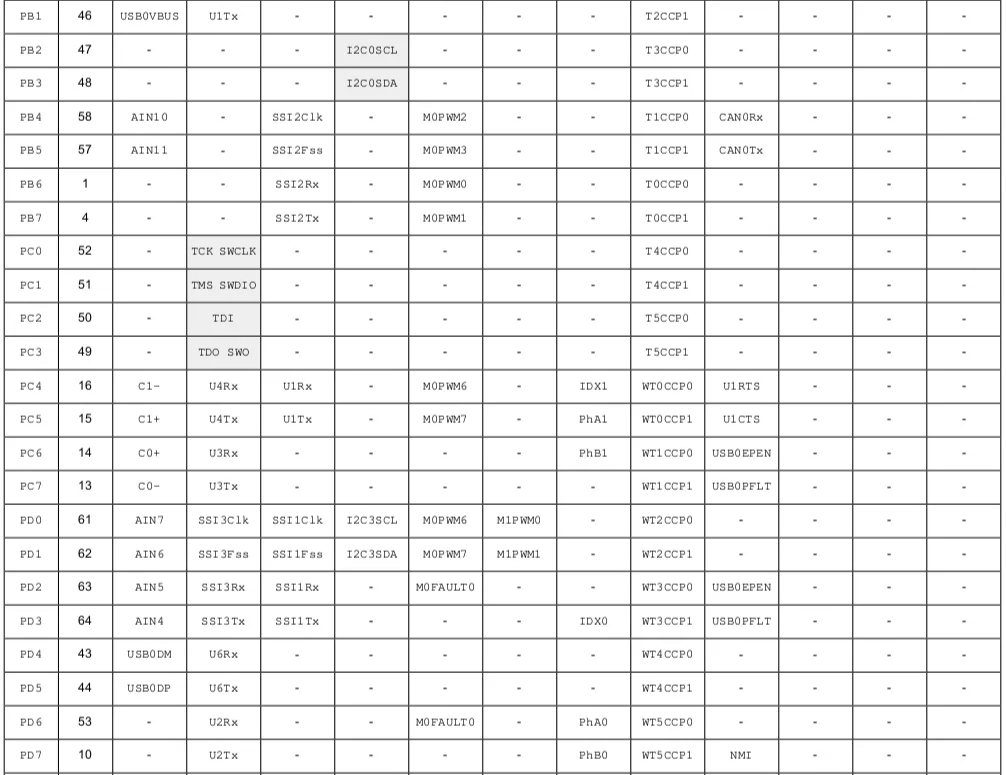 PB1 46 USB0VBUS U1Tx - - - - - T2CCP1 - - - -
PB2 47 - - - I2C0SCL - - - T3CCP0 - - - -
PB3 48 - - - I2C0SDA - - - T3CCP1 - - - -
PB4 58 AIN10 - SSI2Clk - M0PWM2 - - T1CCP0 CAN0Rx - - -
PB5 57 AIN11 - SSI2Fss - M0PWM3 - - T1CCP1 CAN0Tx - - -
PB6 1 - - SSI2Rx - M0PWM0 - - T0CCP0 - - - -
PB7 4 - - SSI2Tx - M0PWM1 - - T0CCP1 - - - -
PC0 52 - TCK SWCLK - - - - - T4CCP0 - - - -
PC1 51 - TMS SWDIO - - - - - T4CCP1 - - - -
PC2 50 - TDI - - - - - T5CCP0 - - - -
PC3 49 - TDO SWO - - - - - T5CCP1 - - - -
PC4 16 C1- U4Rx U1Rx - M0PWM6 - IDX1 WT0CCP0 U1RTS - - -
PC5 15 C1+ U4Tx U1Tx - M0PWM7 - PhA1 WT0CCP1 U1CTS - - -
PC6 14 C0+ U3Rx - - - - PhB1 WT1CCP0 USB0EPEN - - -
PC7 13 C0- U3Tx - - - - - WT1CCP1 USB0PFLT - - -
PD0 61 AIN7 SSI3Clk SSI1Clk I2C3SCL M0PWM6 M1PWM0 - WT2CCP0 - - - -
PD1 62 AIN6 SSI3Fss SSI1Fss I2C3SDA M0PWM7 M1PWM1 - WT2CCP1 - - - -
PD2 63 AIN5 SSI3Rx SSI1Rx - M0FAULT0 - - WT3CCP0 USB0EPEN - - -
PD3 64 AIN4 SSI3Tx SSI1Tx - - - IDX0 WT3CCP1 USB0PFLT - - -
PD4 43 USB0DM U6Rx - - - - - WT4CCP0 - - - -
PD5 44 USB0DP U6Tx - - - - - WT4CCP1 - - - -
PD6 53 - U2Rx - - M0FAULT0 - PhA0 WT5CCP0 - - - -
PD7 10 - U2Tx - - - - PhB0 WT5CCP1 NMI - - -